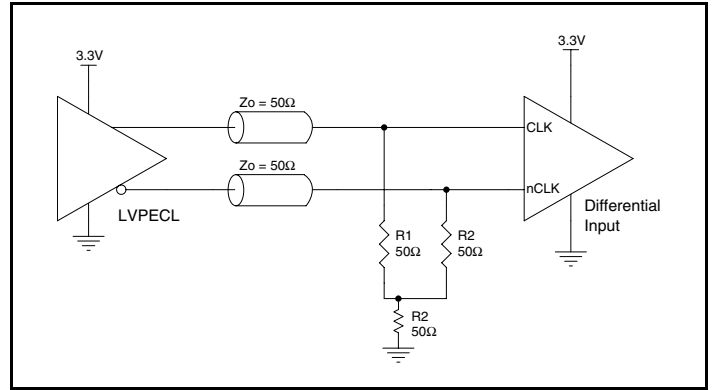 3.3V
3.3V
Zo = 50Ω
CLK
Zo = 50Ω
nCLK
LVPECL
Differential
Input
R1
50Ω
R2
50Ω
R2
50Ω